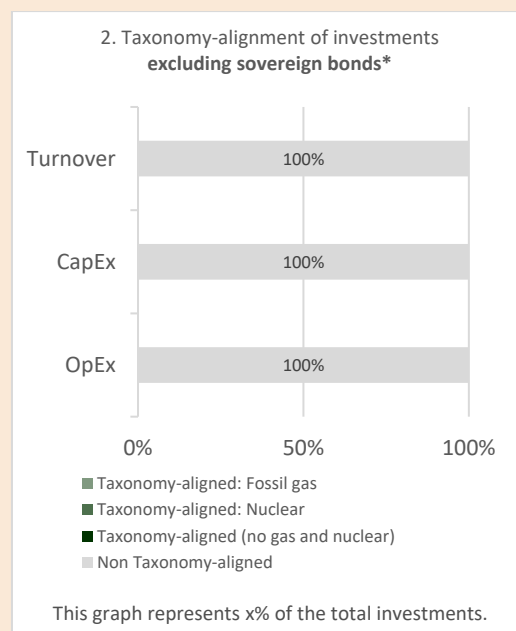 2. Taxonomy-alignment of investments
excluding sovereign bonds*
Turnover
100%
CapEx
100%
OpEx
100%
0%
50%
100%
Taxonomy-aligned: Fossil gas
Taxonomy-aligned: Nuclear
Taxonomy-aligned (no gas and nuclear)
Non Taxonomy-aligned
This graph represents x% of the total investments.